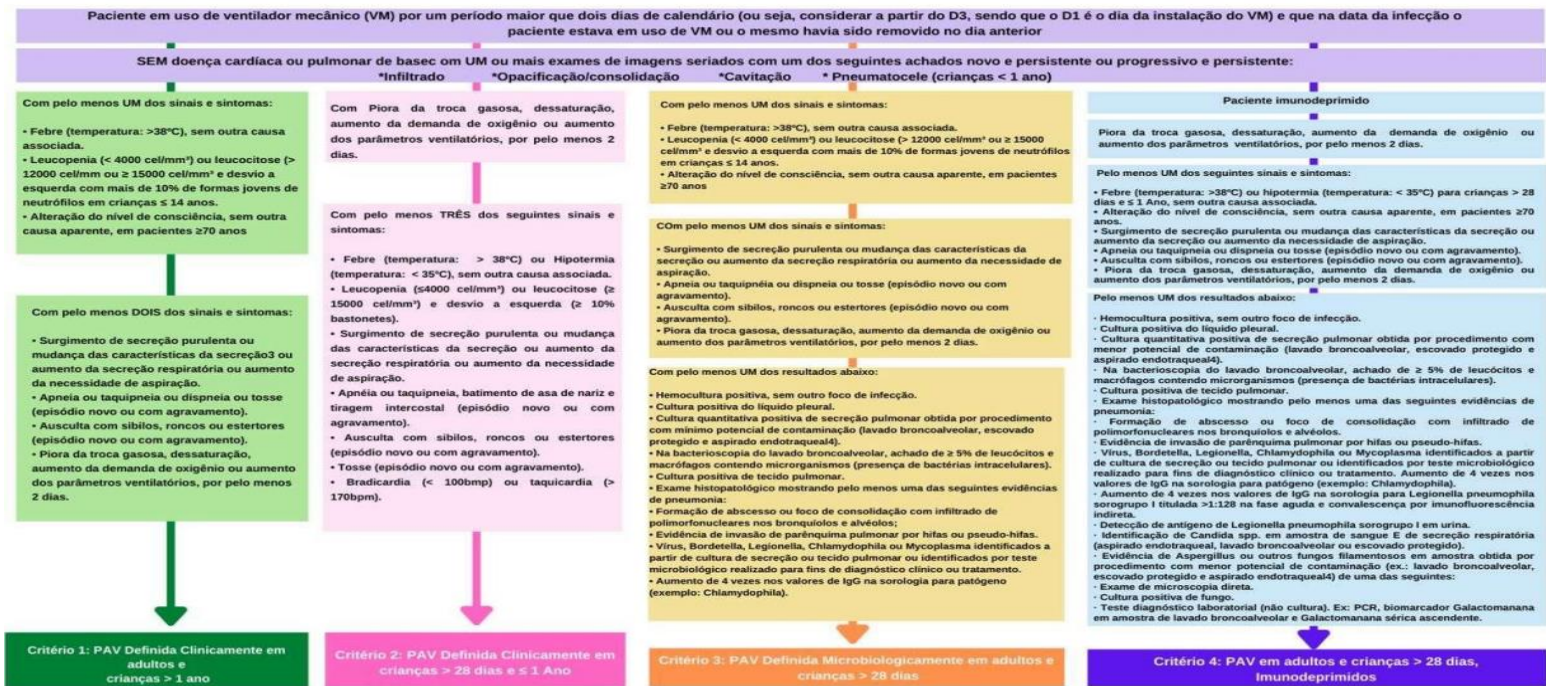 Paciente em uso de ventilador mecânico (VM) por um período maior que dois dias de calendário (ou seja, considerar a partir do D3, sendo que o D1 é o dia da instalação do VM) e que na data da infecção o
paciente estava em uso de VM ou o mesmo havia sido removido no dia anterior
SEM doença cardíaca ou pulmonar de basec om UM ou mais exames de imagens seriados com um dos seguintes achados novo e persistente ou progressivo e persistente:
*Infiltrado *Opacificação/consolidação *Cavitação * Pneumatocele (crianças < 1 ano)
Com pelo menos UM dos sinais e sintomas:
• Febre (temperatura: >38ºC), sem outra causa
associada.
• Leucopenia (< 4000 cel/mm³) ou leucocitose (>
12000 cel/mm ou ≥ 15000 cel/mm³ e desvio a
esquerda com mais de 10% de formas jovens de
neutrófilos em crianças ≤ 14 anos.
• Alteração do nível de consciência, sem outra
causa aparente, em pacientes ≥70 anos
Com pelo menos DOIS dos sinais e sintomas:
• Surgimento de secreção purulenta ou
mudança das características da secreção3 ou
aumento da secreção respiratória ou aumento
da necessidade de aspiração.
• Apneia ou taquipneia ou dispneia ou tosse
(episódio novo ou com agravamento).
• Ausculta com sibilos, roncos ou estertores
(episódio novo ou com agravamento).
• Piora da troca gasosa, dessaturação,
aumento da demanda de oxigênio ou aumento
dos parâmetros ventilatórios, por pelo menos
2 dias.
Critério 1: PAV Definida Clinicamente em
adultos e
crianças > 1 ano
Com Piora da troca gasosa, dessaturação,
aumento da demanda de oxigênio ou aumento
dos parâmetros ventilatórios, por pelo menos 2
dias.
Com pelo menos TRÊS dos seguintes sinais e
sintomas:
• Febre (temperatura: > 38ºC) ou Hipotermia
(temperatura: < 35ºC), sem outra causa associada.
• Leucopenia (≤4000 cel/mm³) ou leucocitose (≥
15000 cel/mm³) e desvio a esquerda (≥ 10%
bastonetes).
• Surgimento de secreção purulenta ou mudança
das características da secreção ou aumento da
secreção respiratória ou aumento da necessidade
de aspiração.
• Apnéia ou taquipneia, batimento de asa de nariz e
tiragem intercostal (episódio novo ou com
agravamento).
• Ausculta com sibilos, roncos ou estertores
(episódio novo ou com agravamento).
• Tosse (episódio novo ou com agravamento).
• Bradicardia (< 100bmp) ou taquicardia (>
170bpm).
Critério 2: PAV Definida Clinicamente em
crianças > 28 dias e ≤ 1 Ano
Com pelo menos UM dos sinais e sintomas:
• Febre (temperatura: >38ºC), sem outra causa associada.
• Leucopenia (< 4000 cel/mm³) ou leucocitose (> 12000 cel/mm³ ou ≥ 15000
cel/mm³ e desvio a esquerda com mais de 10% de formas jovens de neutrófilos
em crianças ≤ 14 anos.
• Alteração do nível de consciência, sem outra causa aparente, em pacientes
≥70 anos
COm pelo menos UM dos sinais e sintomas:
• Surgimento de secreção purulenta ou mudança das características da
secreção ou aumento da secreção respiratória ou aumento da necessidade de
aspiração.
• Apneia ou taquipnéia ou dispneia ou tosse (episódio novo ou com
agravamento).
• Ausculta com sibilos, roncos ou estertores (episódio novo ou com
agravamento).
• Piora da troca gasosa, dessaturação, aumento da demanda de oxigênio ou
aumento dos parâmetros ventilatórios, por pelo menos 2 dias.
Com pelo menos UM dos resultados abaixo:
• Hemocultura positiva, sem outro foco de infecção.
• Cultura positiva do líquido pleural.
• Cultura quantitativa positiva de secreção pulmonar obtida por procedimento
com mínimo potencial de contaminação (lavado broncoalveolar, escovado
protegido e aspirado endotraqueal4).
• Na bacterioscopia do lavado broncoalveolar, achado de ≥ 5% de leucócitos e
macrófagos contendo microrganismos (presença de bactérias intracelulares).
• Cultura positiva de tecido pulmonar.
• Exame histopatológico mostrando pelo menos uma das seguintes evidências
de pneumonia:
• Formação de abscesso ou foco de consolidação com infiltrado de
polimorfonucleares nos bronquíolos e alvéolos;
• Evidência de invasão de parênquima pulmonar por hifas ou pseudo-hifas.
• Vírus, Bordetella, Legionella, Chlamydophila ou Mycoplasma identificados a
partir de cultura de secreção ou tecido pulmonar ou identificados por teste
microbiológico realizado para fins de diagnóstico clínico ou tratamento.
• Aumento de 4 vezes nos valores de IgG na sorologia para patógeno
(exemplo: Chlamydophila).
Critério 3: PAV Definida Microbiologicamente em adultos e
crianças > 28 dias
Paciente imunodeprimido
Piora da troca gasosa, dessaturação, aumento da demanda de oxigênio ou
aumento dos parâmetros ventilatórios, por pelo menos 2 dias.
Pelo menos UM dos seguintes sinais e sintomas:
• Febre (temperatura: >38ºC) ou hipotermia (temperatura: < 35ºC) para crianças > 28
dias e ≤ 1 Ano, sem outra causa associada.
• Alteração do nível de consciência, sem outra causa aparente, em pacientes ≥70
anos.
• Surgimento de secreção purulenta ou mudança das características da secreção ou
aumento da secreção ou aumento da necessidade de aspiração.
• Apneia ou taquipneia ou dispneia ou tosse (episódio novo ou com agravamento).
• Ausculta com sibilos, roncos ou estertores (episódio novo ou com agravamento).
• Piora da troca gasosa, dessaturação, aumento da demanda de oxigênio ou
aumento dos parâmetros ventilatórios, por pelo menos 2 dias.
Pelo menos UM dos resultados abaixo:
· Hemocultura positiva, sem outro foco de infecção.
· Cultura positiva do líquido pleural.
· Cultura quantitativa positiva de secreção pulmonar obtida por procedimento com
menor potencial de contaminação (lavado broncoalveolar, escovado protegido e
aspirado endotraqueal4).
· Na bacterioscopia do lavado broncoalveolar, achado de ≥ 5% de leucócitos e
macrófagos contendo microrganismos (presença de bactérias intracelulares).
· Cultura positiva de tecido pulmonar.
· Exame histopatológico mostrando pelo menos uma das seguintes evidências de
pneumonia:
· Formação de abscesso ou foco de consolidação com infiltrado de
polimorfonucleares nos bronquíolos e alvéolos.
· Evidência de invasão de parênquima pulmonar por hifas ou pseudo-hifas.
· Vírus, Bordetella, Legionella, Chlamydophila ou Mycoplasma identificados a partir
de cultura de secreção ou tecido pulmonar ou identificados por teste microbiológico
realizado para fins de diagnóstico clínico ou tratamento. Aumento de 4 vezes nos
valores de IgG na sorologia para patógeno (exemplo: Chlamydophila).
· Aumento de 4 vezes nos valores de IgG na sorologia para Legionella pneumophila
sorogrupo I titulada >1:128 na fase aguda e convalescença por imunofluorescência
indireta.
· Detecção de antígeno de Legionella pneumophila sorogrupo I em urina.
· Identificação de Candida spp. em amostra de sangue E de secreção respiratória
(aspirado endotraqueal, lavado broncoalveolar ou escovado protegido).
· Evidência de Aspergillus ou outros fungos filamentosos em amostra obtida por
procedimento com menor potencial de contaminação (ex.: lavado broncoalveolar,
escovado protegido e aspirado endotraqueal4) de uma das seguintes:
· Exame de microscopia direta.
· Cultura positiva de fungo.
· Teste diagnóstico laboratorial (não cultura). Ex: PCR, biomarcador Galactomanana
em amostra de lavado broncoalveolar e Galactomanana sérica ascendente.
Critério 4: PAV em adultos e crianças > 28 dias,
Imunodeprimidos